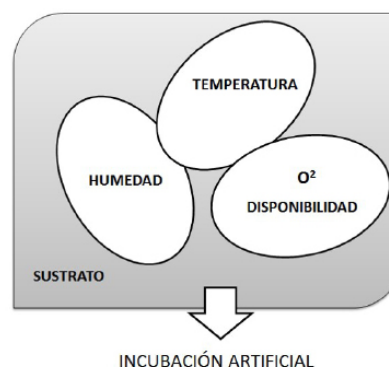 TEMPERATURA
HUMEDAD
O²
DISPONIBILIDAD
SUSTRATO
INCUBACIÓN ARTIFICIAL